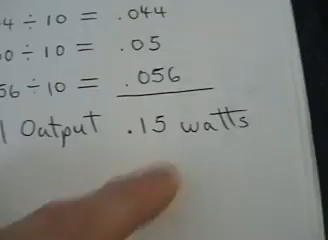 4 ÷ 10 = .044
0 ÷ 10 = .05
56 ÷ 10 = .056
l Output .15 watts